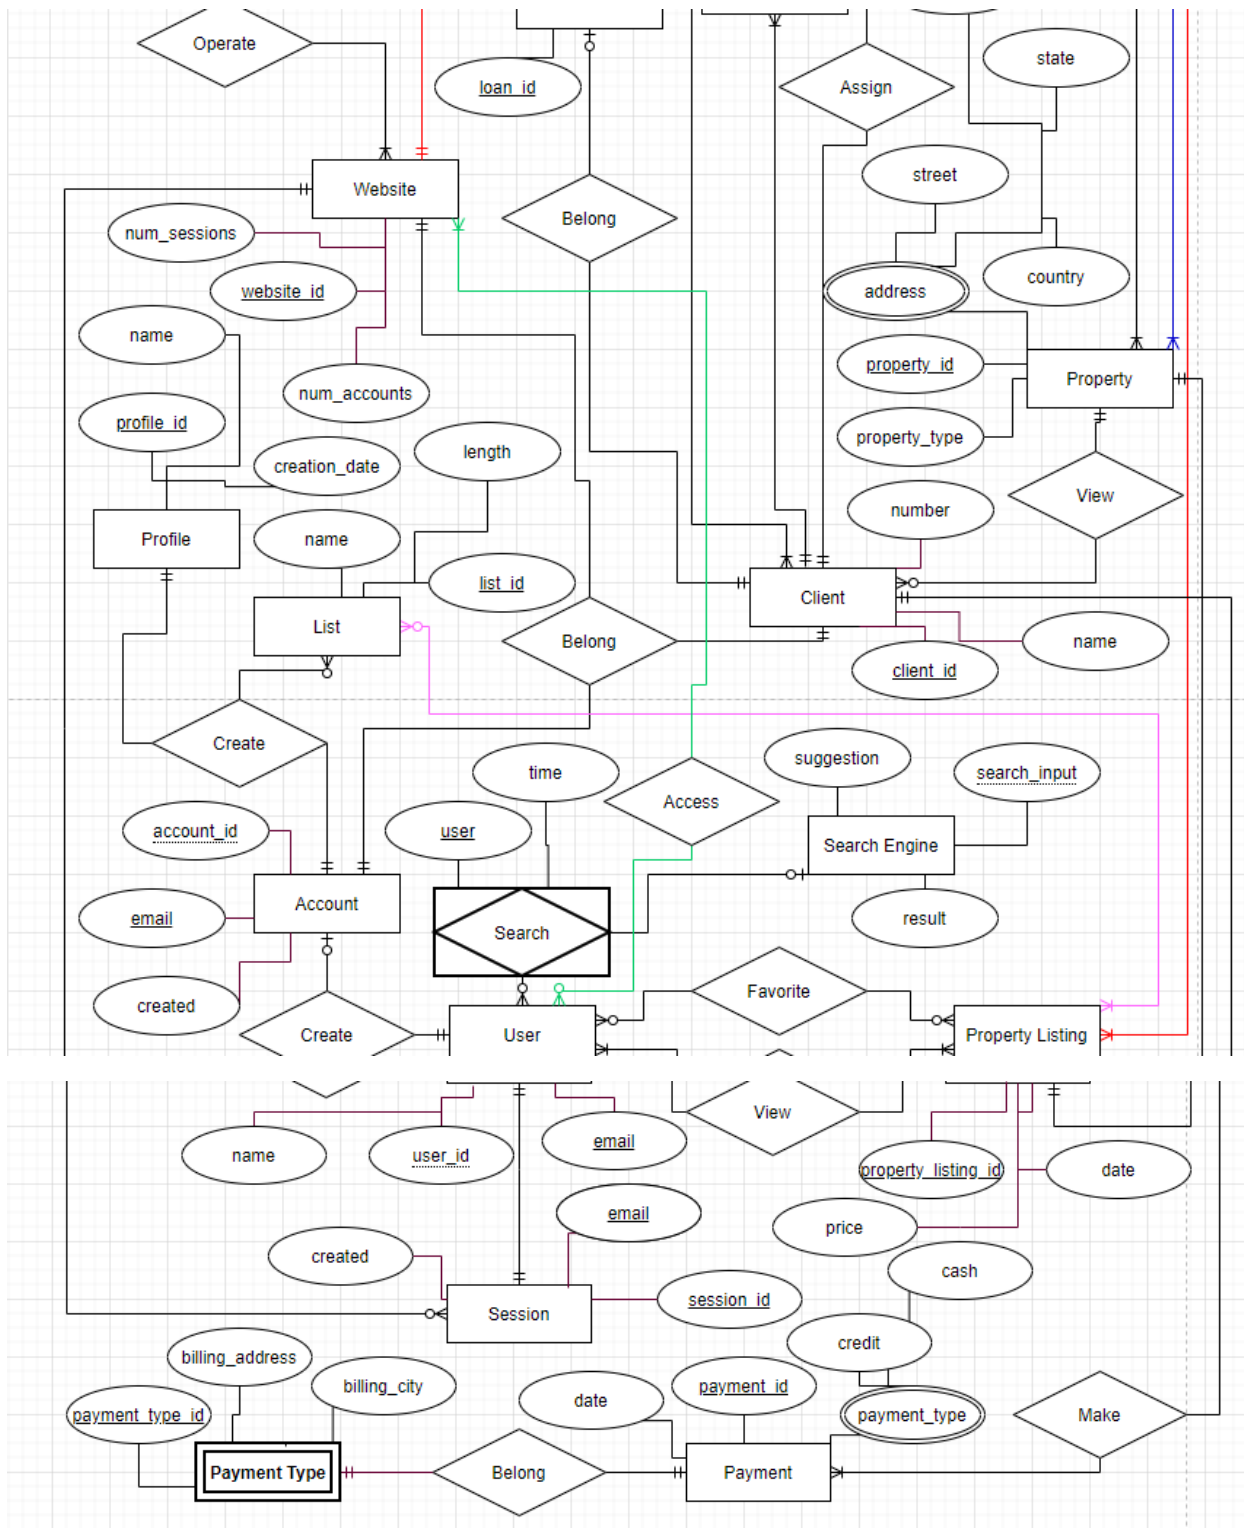 Operate
state
loan_id
Assign
street
Website
Belong
num_sessions
country
website_id
address
name
property_id
Property
num_accounts
profile_id
property_type
length
creation_date
View
number
Profile
name
list_id
Client
List
Belong
name
client_id
Create
suggestion
time
search_input
Access
account_id
user
Search Engine
Account
email
result
Search
Favorite
created
Create
User
Property Listing
View
name
user_id
email
property_listing_id
date
email
price
created
cash
session_id
Session
credit
billing_address
billing_city
payment_id
date
payment_type_id
payment_type
Make
Payment Type
Belong
Payment